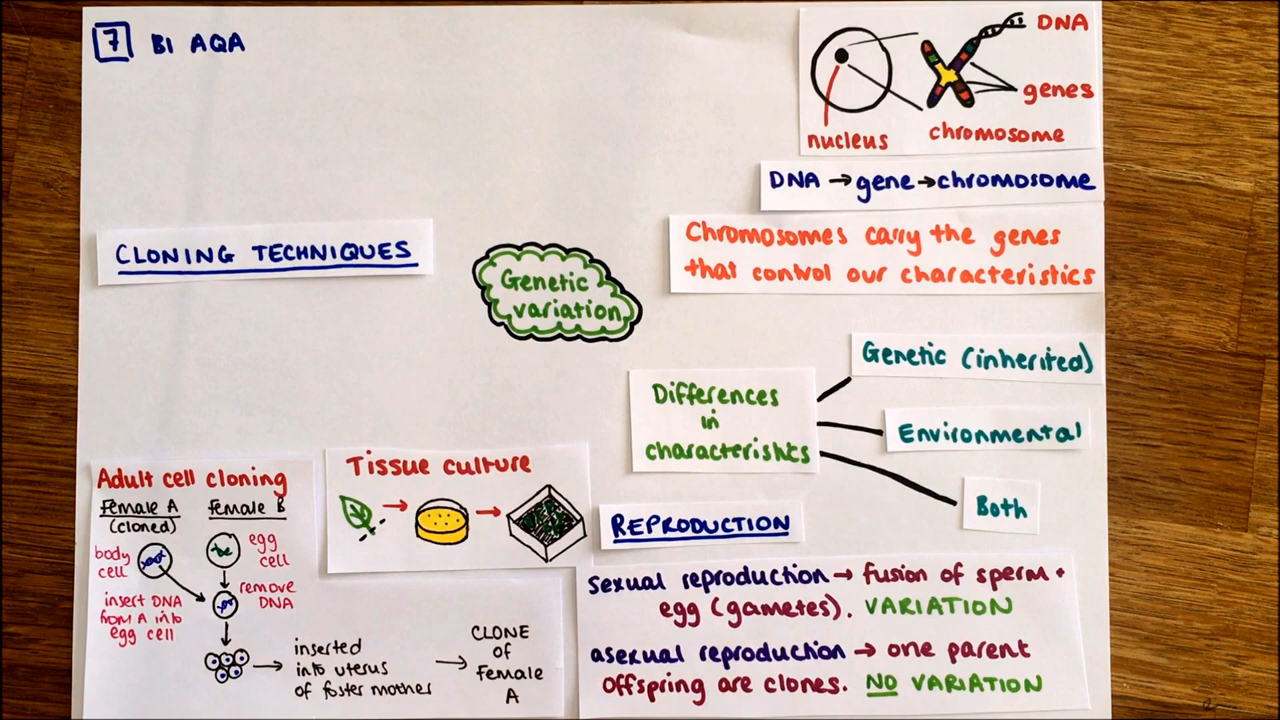 7 B1 AQA
DNA
genes
nucleus
chromosome
DNA → gene → chromosome
Chromosomes carry the genes
that control our characteristics
CLONING TECHNIQUES
Genetic
variation
Differences
in
characteristics
Genetic (inherited)
Environmental
Both
Adult cell cloning
Female A
(cloned)
Female B
body
cell
egg
cell
remove
DNA
insert DNA
from A into
egg cell
inserted
into uterus
of foster mother
CLONE
OF
Female
A
Tissue culture
REPRODUCTION
sexual reproduction → fusion of sperm +
egg (gametes). VARIATION
asexual reproduction → one parent
Offspring are clones. NO VARIATION